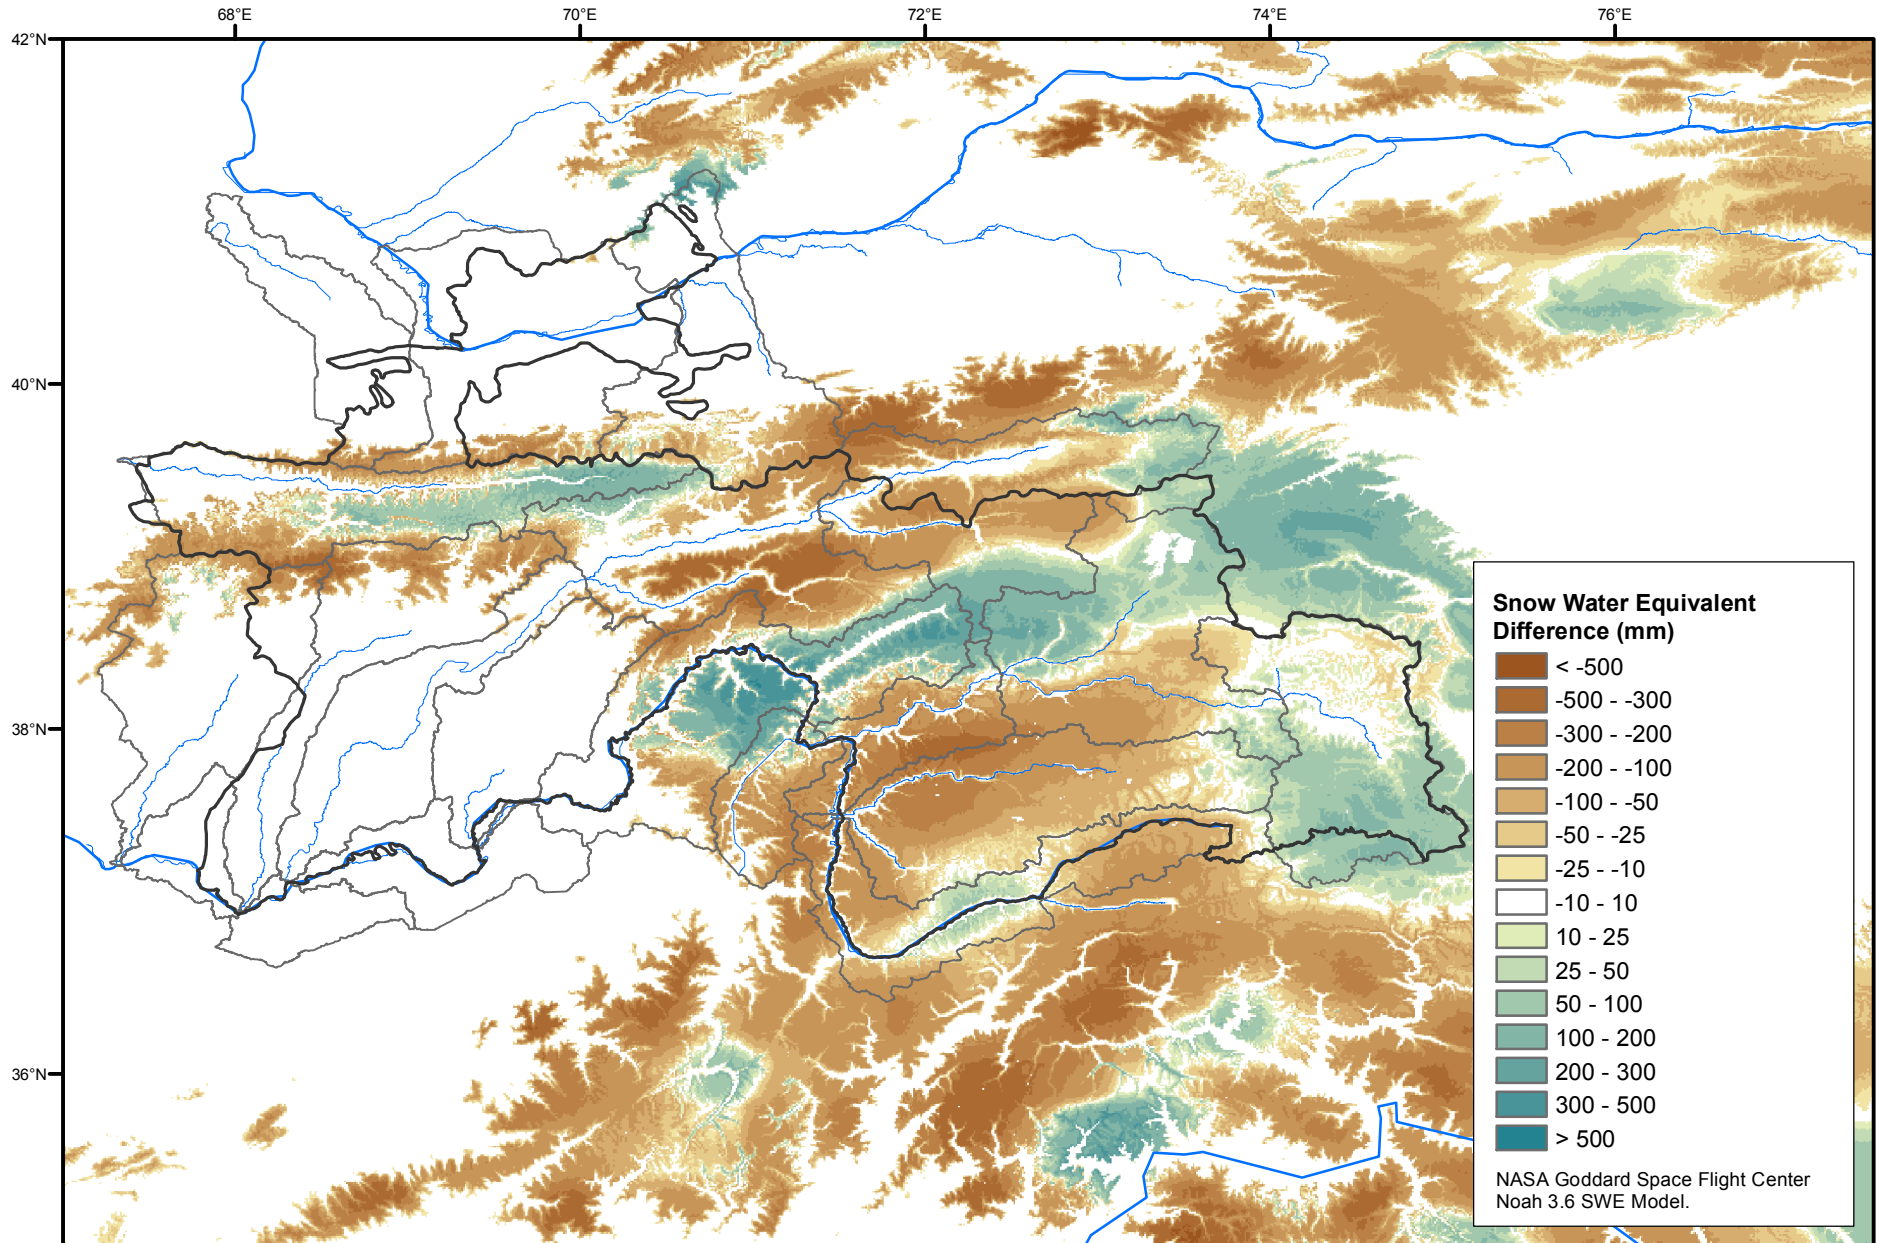 68°E 70°E 72°E 74°E 76°E
42°N
40°N
38°N
36°N
Snow Water Equivalent
Difference (mm)
< -500
-500 - -300
-300 - -200
-200 - -100
-100 - -50
-50 - -25
-25 - -10
-10 - 10
10 - 25
25 - 50
50 - 100
100 - 200
200 - 300
300 - 500
> 500
NASA Goddard Space Flight Center
Noah 3.6 SWE Model.